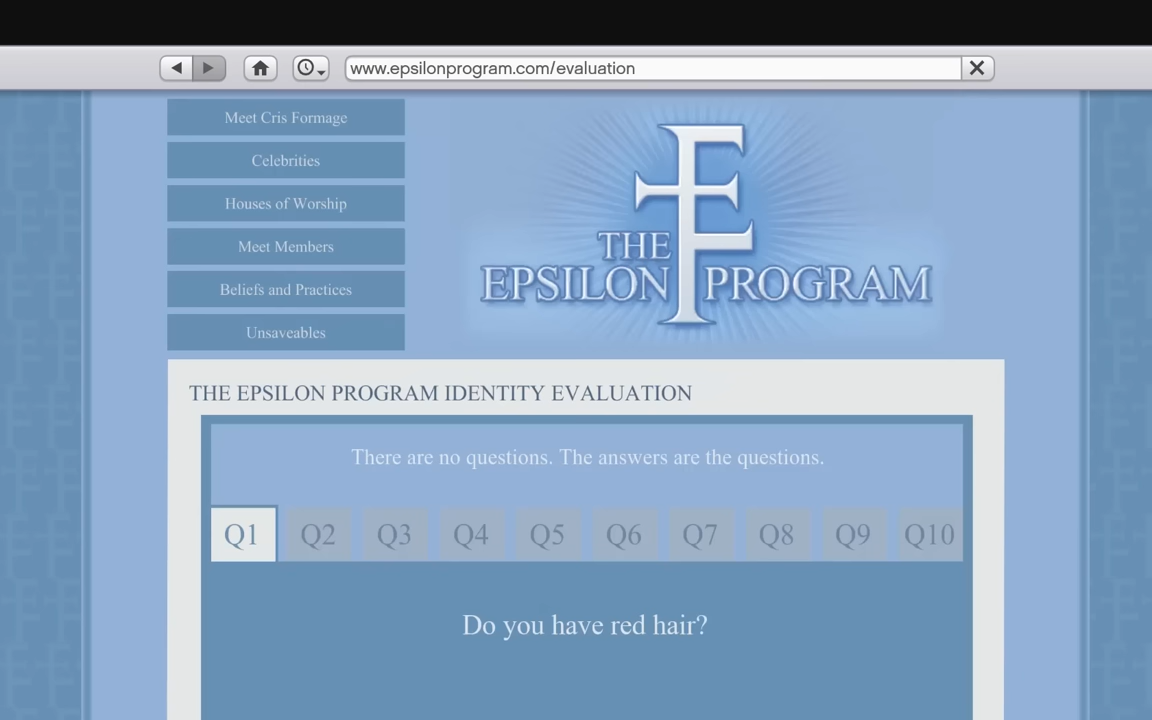 www.epsilonprogram.com/evaluation
Meet Cris Formage
Celebrities
Houses of Worship
Meet Members
Beliefs and Practices
Unsaveables
THE
EPSILON PROGRAM
THE EPSILON PROGRAM IDENTITY EVALUATION
There are no questions. The answers are the questions.
Q1 Q2 Q3 Q4 Q5 Q6 Q7 Q8 Q9 Q10
Do you have red hair?